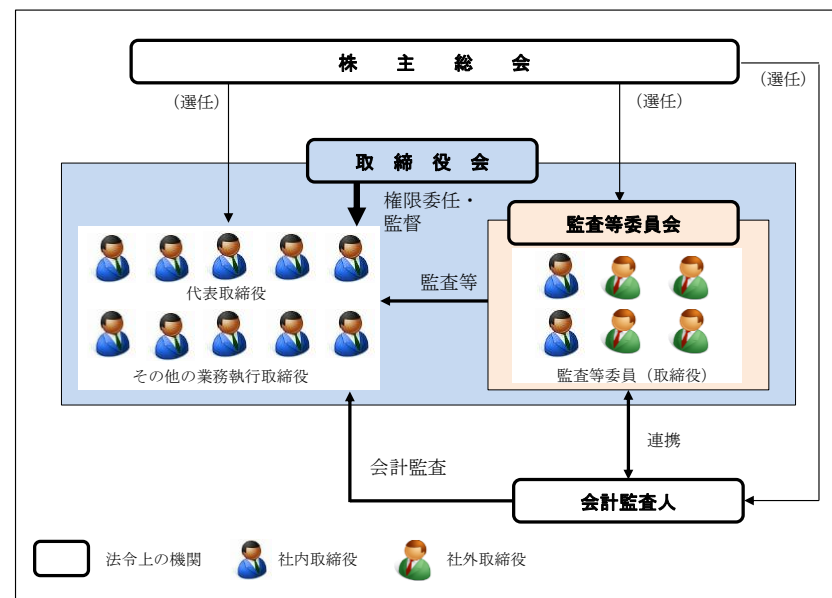 株主総会
（選任）
（選任）
（選任）
取締役会
権限委任・
監督
監査等委員会
代表取締役
監査等
その他の業務執行取締役
監査等委員（取締役）
連携
会計監査
会計監査人
法令上の機関
社内取締役
社外取締役